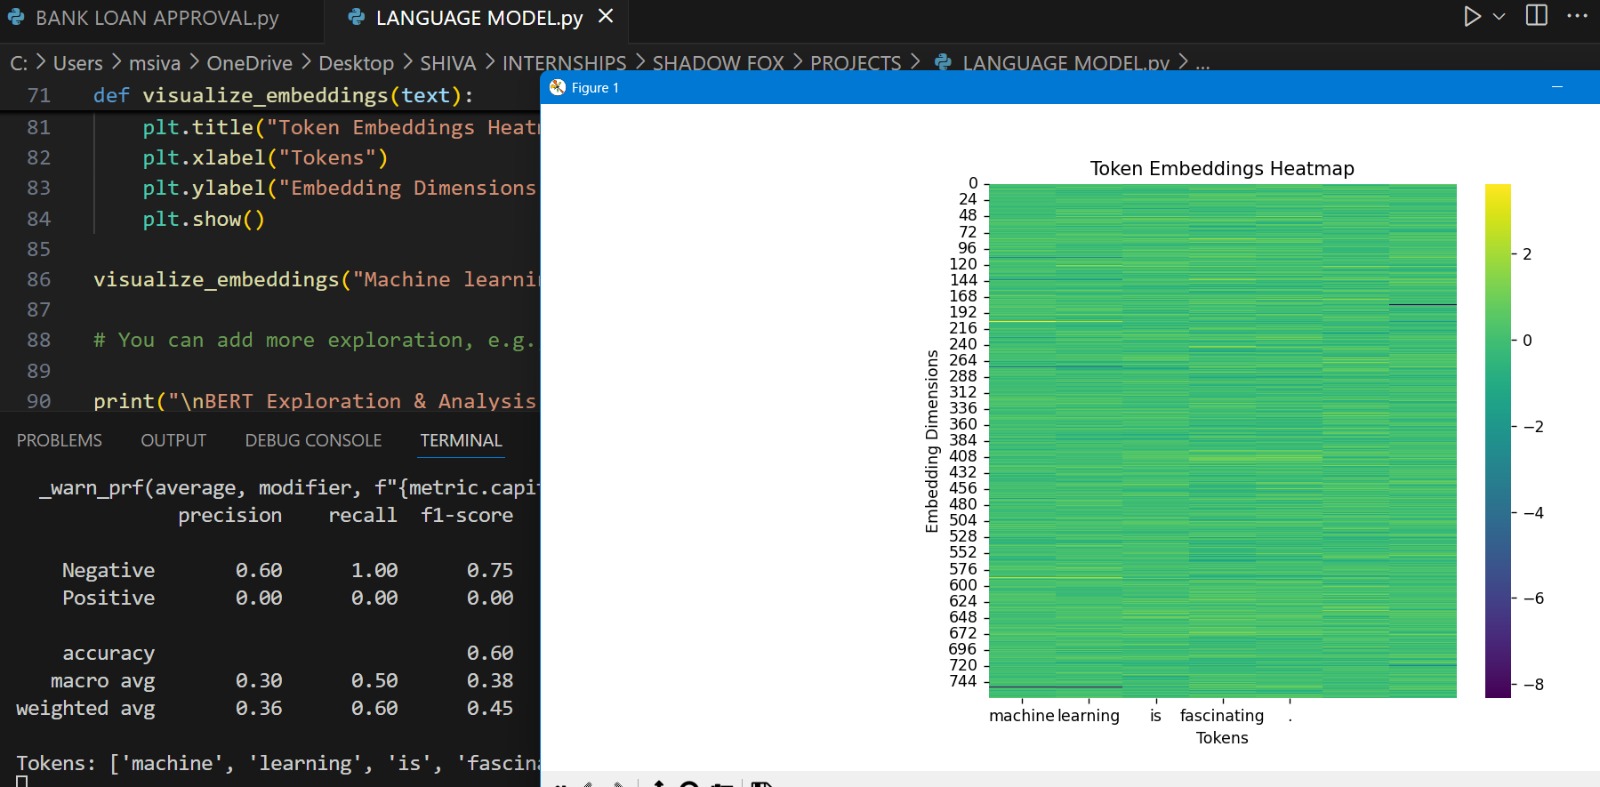 BANK LOAN APPROVAL.py
LANGUAGE MODEL.py
C: > Users > msiva > OneDrive > Desktop > SHIVA > INTERNSHIPS > SHADOW FOX > PROJECTS > LANGUAGE MODEL.py > ...
71 def visualize_embeddings(text):
81 plt.title("Token Embeddings Heat
82 plt.xlabel("Tokens")
83 plt.ylabel("Embedding Dimensions
84 plt.show()
85
86 visualize_embeddings("Machine learni
87
88 # You can add more exploration, e.g.
89
90 print("\nBERT Exploration & Analysis
PROBLEMS OUTPUT DEBUG CONSOLE TERMINAL
_warn_prf(average, modifier, f"{metric.capi
precision recall f1-score
Negative 0.60 1.00 0.75
Positive 0.00 0.00 0.00
accuracy 0.60
macro avg 0.30 0.50 0.38
weighted avg 0.36 0.60 0.45
Tokens: ['machine', 'learning', 'is', 'fascin
Figure 1
Token Embeddings Heatmap
Embedding Dimensions
0
24
48
72
96
120
144
168
192
216
240
264
288
312
336
360
384
408
432
456
480
504
528
552
576
600
624
648
672
696
720
744
machine learning is fascinating .
Tokens
2
0
−2
−4
−6
−8